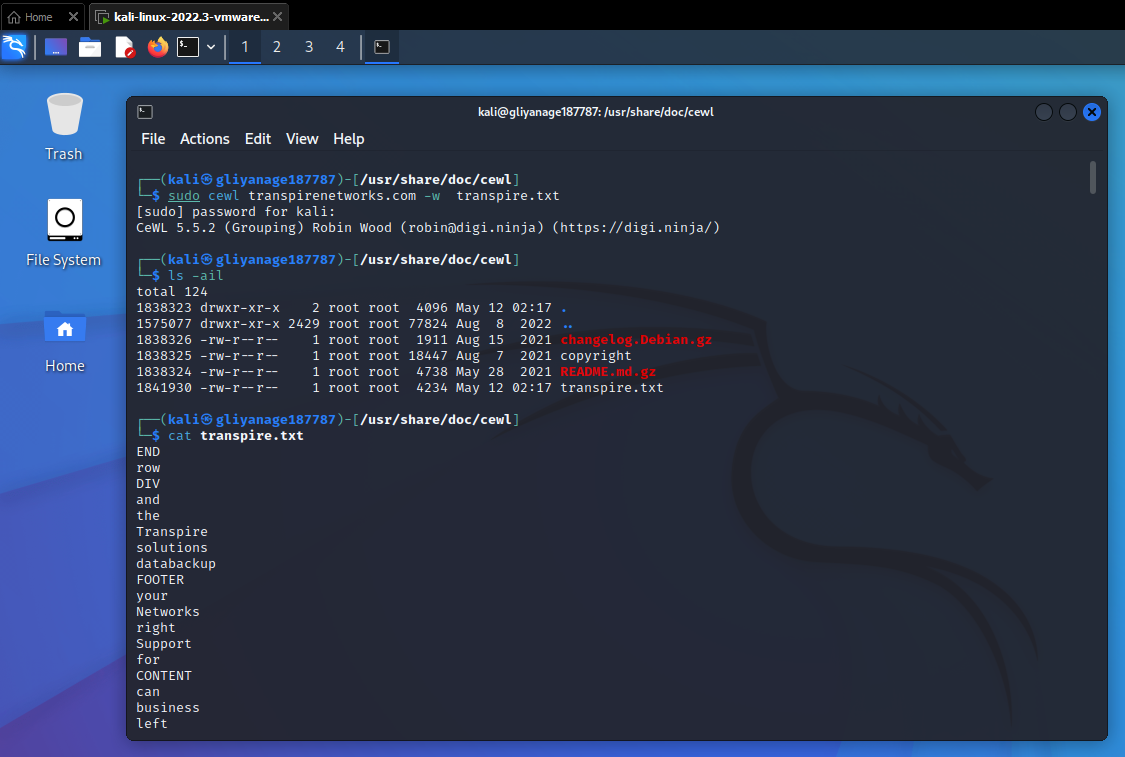 Home
kali-linux-2022.3-vmware...
1 2 3 4
Trash
File System
Home
kali@gliyanage187787: /usr/share/doc/cewl
File Actions Edit View Help
┌──(kali㉿gliyanage187787)-[/usr/share/doc/cewl]
└─$ sudo cewl transpirenetworks.com -w  transpire.txt
[sudo] password for kali:
CeWL 5.5.2 (Grouping) Robin Wood (robin@digi.ninja) (https://digi.ninja/)
┌──(kali㉿gliyanage187787)-[/usr/share/doc/cewl]
└─$ ls -ail
total 124
1838323 drwxr-xr-x    2 root root  4096 May 12 02:17 .
1575077 drwxr-xr-x 2429 root root 77824 Aug  8  2022 ..
1838326 -rw-r--r--    1 root root  1911 Aug 15  2021 changelog.Debian.gz
1838325 -rw-r--r--    1 root root 18447 Aug  7  2021 copyright
1838324 -rw-r--r--    1 root root  4738 May 28  2021 README.md.gz
1841930 -rw-r--r--    1 root root  4234 May 12 02:17 transpire.txt
┌──(kali㉿gliyanage187787)-[/usr/share/doc/cewl]
└─$ cat transpire.txt
END
row
DIV
and
the
Transpire
solutions
databackup
FOOTER
your
Networks
right
Support
for
CONTENT
can
business
left